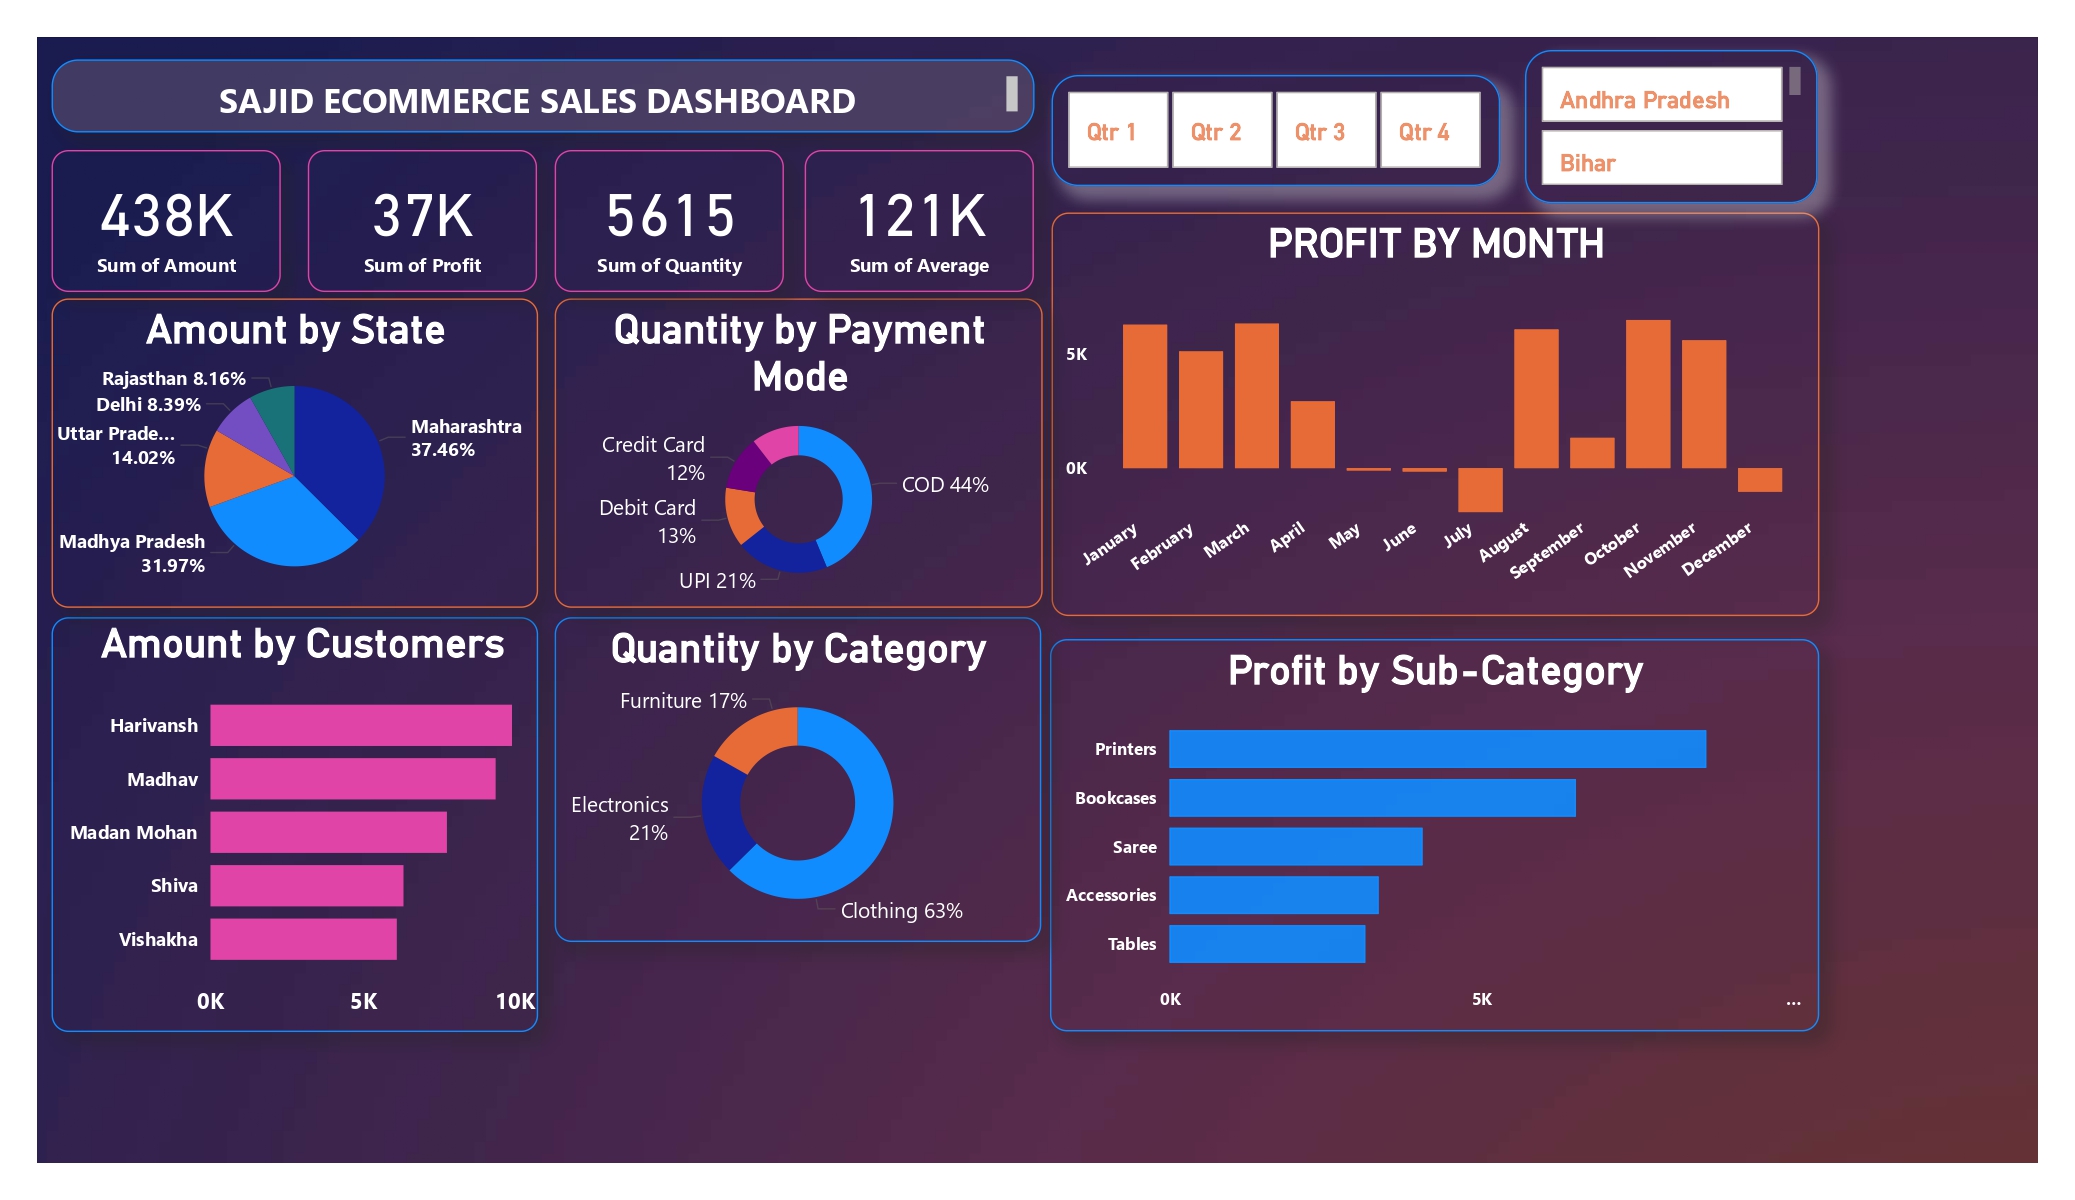 SAJID ECOMMERCE SALES DASHBOARD
Qtr 1
Qtr 2
Qtr 3
Qtr 4
Andhra Pradesh
Bihar
438K
Sum of Amount
37K
Sum of Profit
5615
Sum of Quantity
121K
Sum of Average
Amount by State
Rajasthan 8.16%
Delhi 8.39%
Uttar Prade...
14.02%
Madhya Pradesh
31.97%
Maharashtra
37.46%
Quantity by Payment
Mode
Credit Card
12%
Debit Card
13%
UPI 21%
COD 44%
PROFIT BY MONTH
5K
0K
January
February
March
April
May
June
July
August
September
October
November
December
Amount by Customers
Harivansh
Madhav
Madan Mohan
Shiva
Vishakha
0K
5K
10K
Quantity by Category
Furniture 17%
Electronics
21%
Clothing 63%
Profit by Sub-Category
Printers
Bookcases
Saree
Accessories
Tables
0K
5K
...